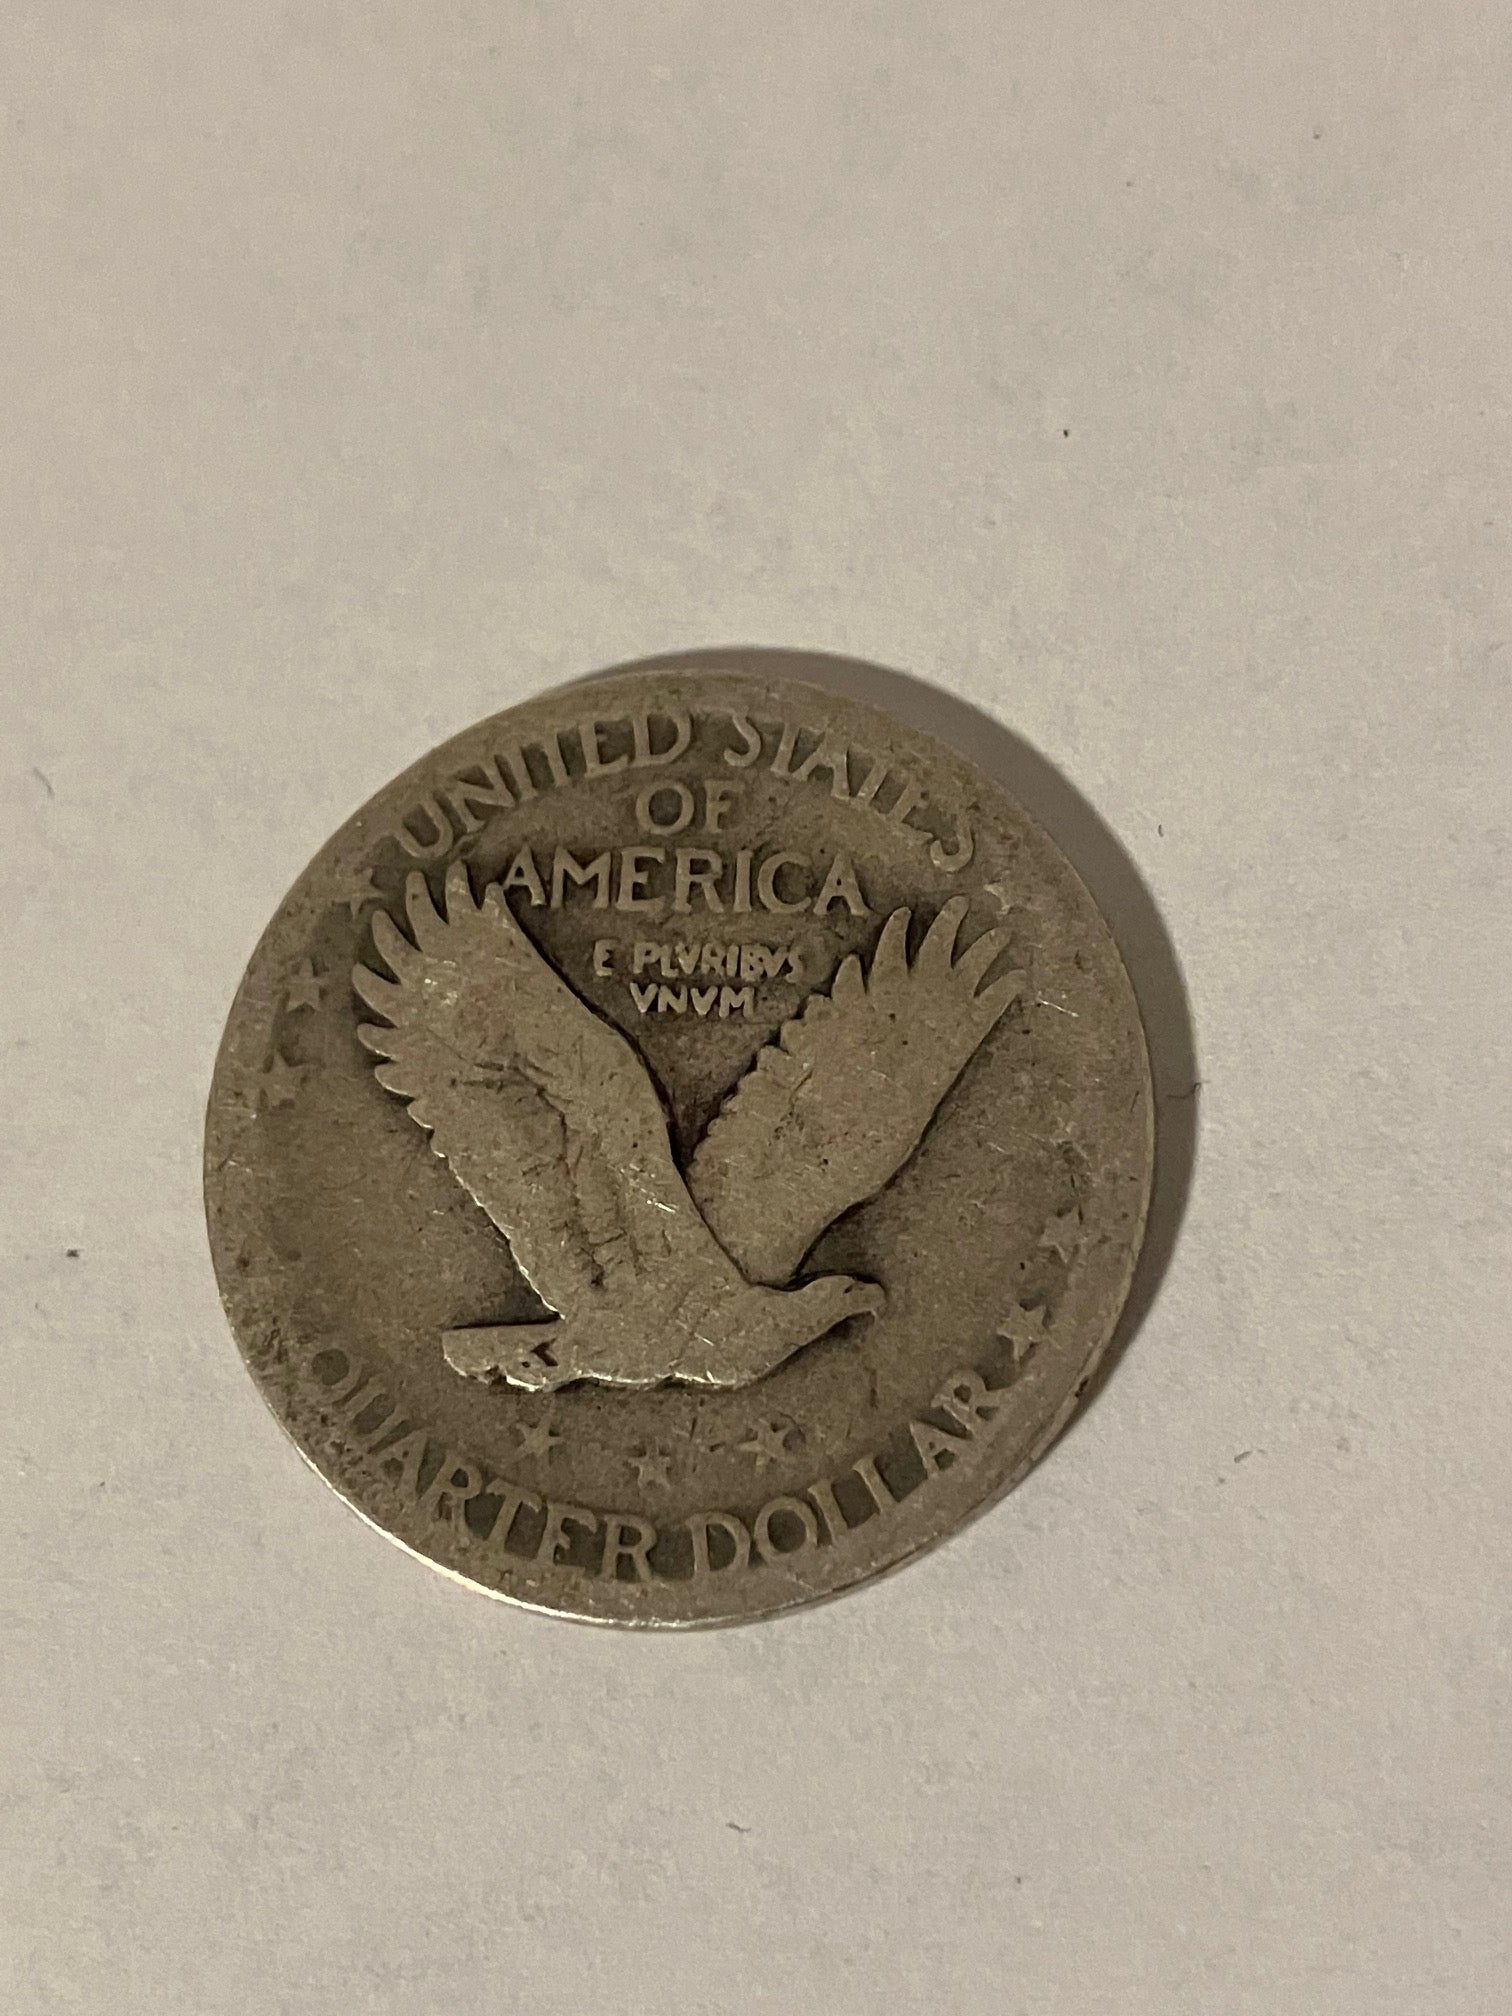 UNITED STATES
OF
AMERICA
E PLVRIBVS
VNVM
QUARTER DOLLAR